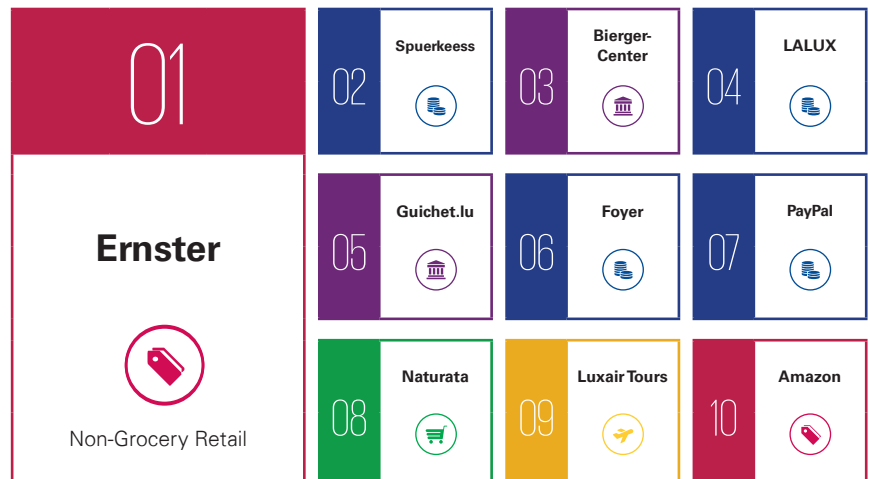 01
Ernster
Non-Grocery Retail
02
Spuerkeess
03
Bierger-
Center
04
LALUX
05
Guichet.lu
06
Foyer
07
PayPal
08
Naturata
09
Luxair Tours
10
Amazon